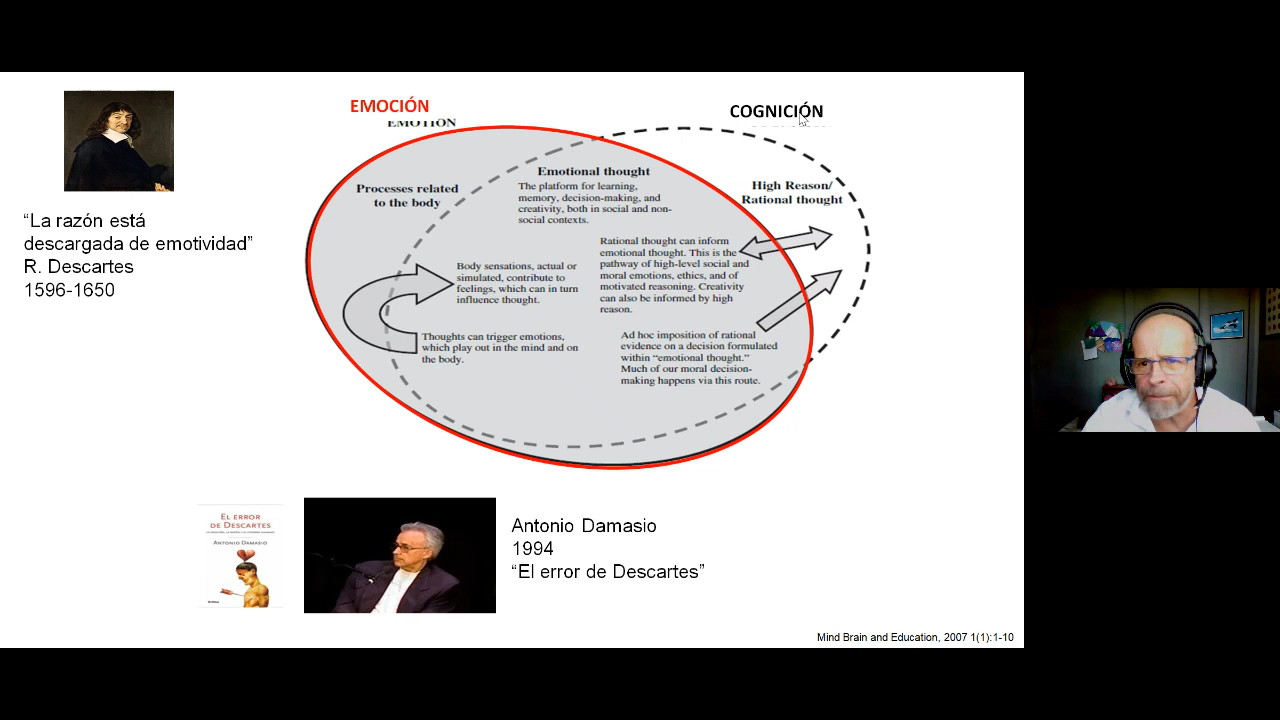 EMOCIÓN
EMOTION
COGNICIÓN
“La razón está
descargada de emotividad”
R. Descartes
1596-1650
Processes related
to the body
Emotional thought
The platform for learning,
memory, decision-making, and
creativity, both in social and non-
social contexts.
High Reason/
Rational thought
Rational thought can inform
emotional thought. This is the
pathway of high-level social and
moral emotions, ethics, and of
motivated reasoning. Creativity
can also be informed by high
reason.
Body sensations, actual or
simulated, contribute to
feelings, which can in turn
influence thought.
Thoughts can trigger emotions,
which play out in the mind and on
the body.
Ad hoc imposition of rational
evidence on a decision formulated
within “emotional thought.”
Much of our moral decision-
making happens via this route.
EL ERROR
DE DESCARTES
ANTONIO DAMASIO
Antonio Damasio
1994
“El error de Descartes”
Mind Brain and Education, 2007 1(1):1-10